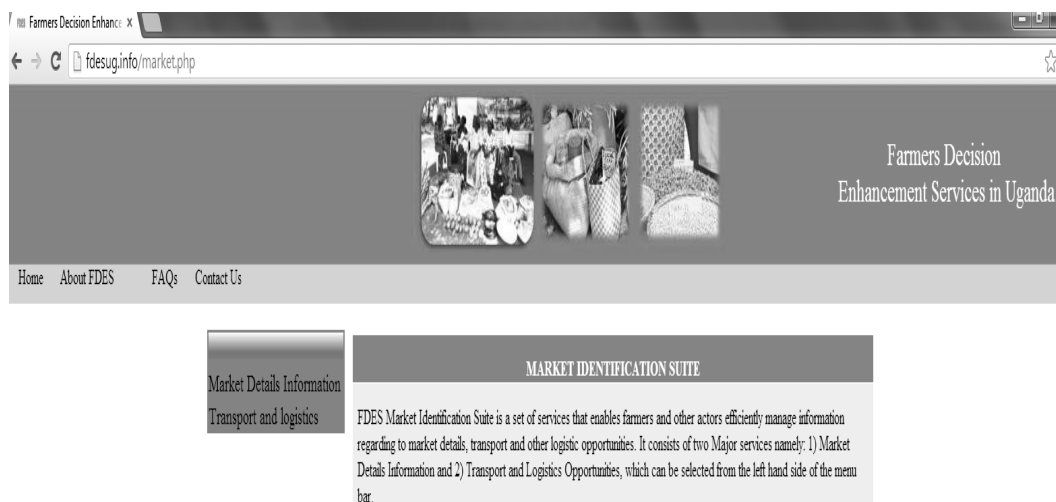 Farmers Decision Enhance
fdesug.info/market.php
Farmers Decision
Enhancement Services in Uganda
Home About FDES FAQs Contact Us
Market Details Information
Transport and logistics
MARKET IDENTIFICATION SUITE
FDES Market Identification Suite is a set of services that enables farmers and other actors efficiently manage information
regarding to market details, transport and other logistic opportunities. It consists of two Major services namely: 1) Market
Details Information and 2) Transport and Logistics Opportunities, which can be selected from the left hand side of the menu
bar.